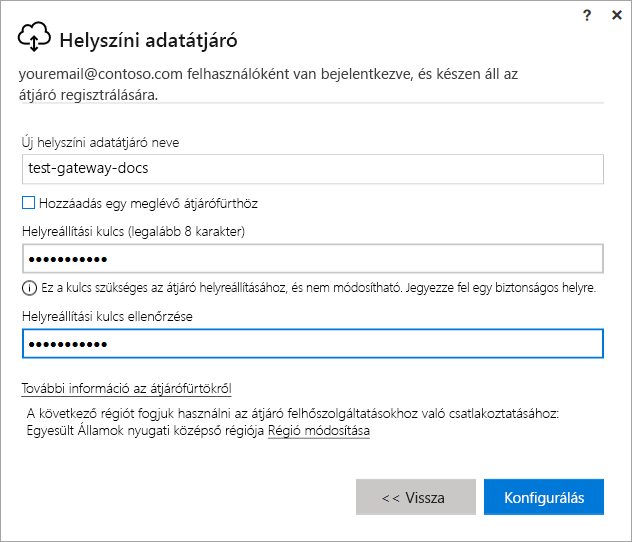 ? ✕
Helyszíni adatátjáró
youremail@contoso.com felhasználóként van bejelentkezve, és készen áll az
átjáró regisztrálására.
Új helyszíni adatátjáró neve
test-gateway-docs
Hozzáadás egy meglévő átjárófürthöz
Helyreállítási kulcs (legalább 8 karakter)
●●●●●●●●●●●
Ez a kulcs szükséges az átjáró helyreállításához, és nem módosítható. Jegyezze fel egy biztonságos helyre.
Helyreállítási kulcs ellenőrzése
●●●●●●●●●●●
További információ az átjárófürtökről
A következő régiót fogjuk használni az átjáró felhőszolgáltatásokhoz való csatlakoztatásához:
Egyesült Államok nyugati középső régiója Régió módosítása
<< Vissza
Konfigurálás